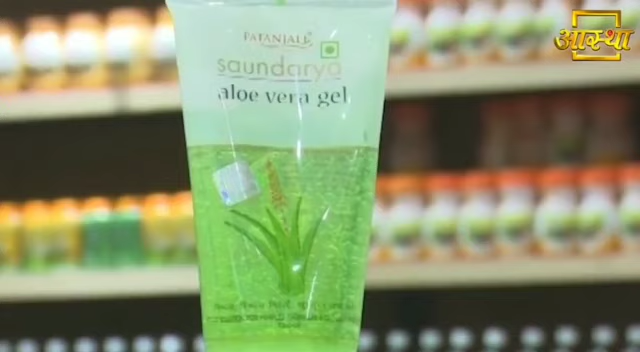 आस्था
PATANJALI
saundarya
aloe vera gel